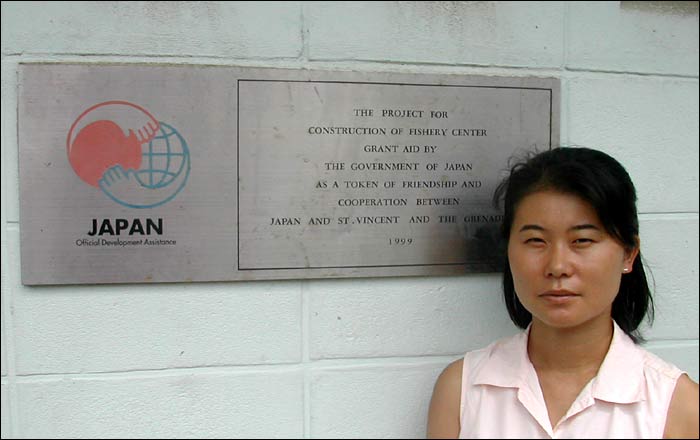 JAPAN
Official Development Assistance
THE PROJECT FOR
CONSTRUCTION OF FISHERY CENTER
GRANT AID BY
THE GOVERNMENT OF JAPAN
AS A TOKEN OF FRIENDSHIP AND
COOPERATION BETWEEN
JAPAN AND ST.VINCENT AND THE
1999